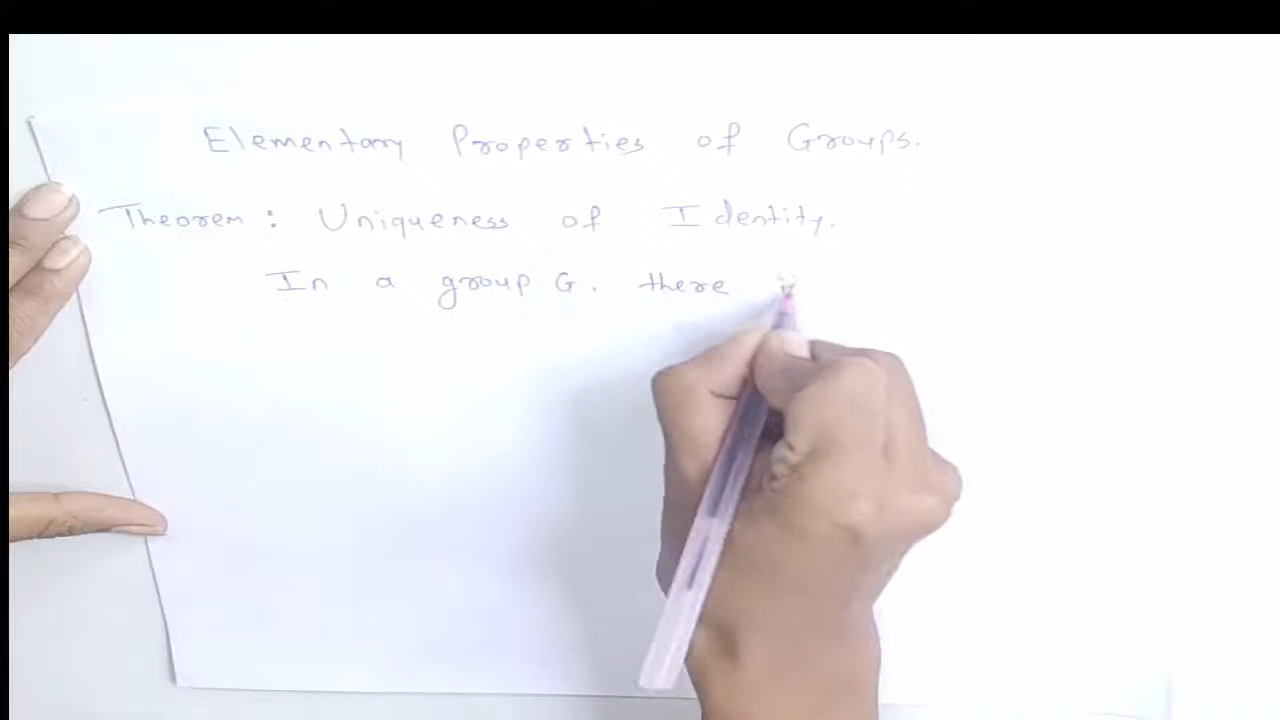 Elementary Properties of Groups.
Theorem : Uniqueness of Identity.
In a group G. there